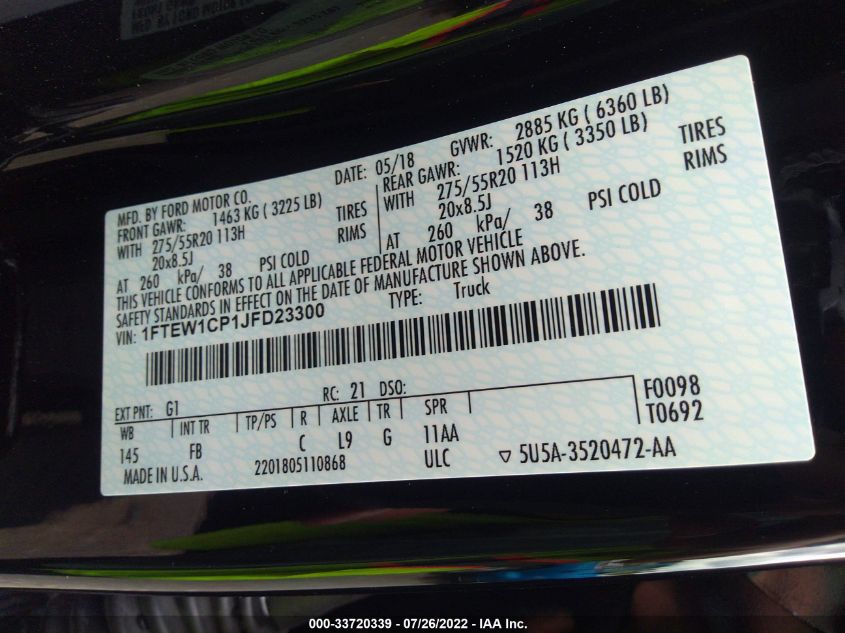 MFD. BY FORD MOTOR CO. DATE: 05/18 GVWR: 2885 KG ( 6360 LB)
FRONT GAWR: 1463 KG ( 3225 LB) REAR GAWR: 1520 KG ( 3350 LB)
WITH 275/55R20 113H TIRES WITH 275/55R20 113H TIRES
20x8.5J RIMS 20x8.5J RIMS
AT 260 kPa/ 38 PSI COLD AT 260 kPa/ 38 PSI COLD
THIS VEHICLE CONFORMS TO ALL APPLICABLE FEDERAL MOTOR VEHICLE
SAFETY STANDARDS IN EFFECT ON THE DATE OF MANUFACTURE SHOWN ABOVE.
VIN: 1FTEW1CP1JFD23300 TYPE: Truck
EXT PNT: G1 RC: 21 DSO: F0098
WB INT TR TP/PS R AXLE TR SPR T0692
145 FB C L9 G 11AA
MADE IN U.S.A. 2201805110868 ULC ▽ 5U5A-3520472-AA
000-33720339 - 07/26/2022 - IAA Inc.